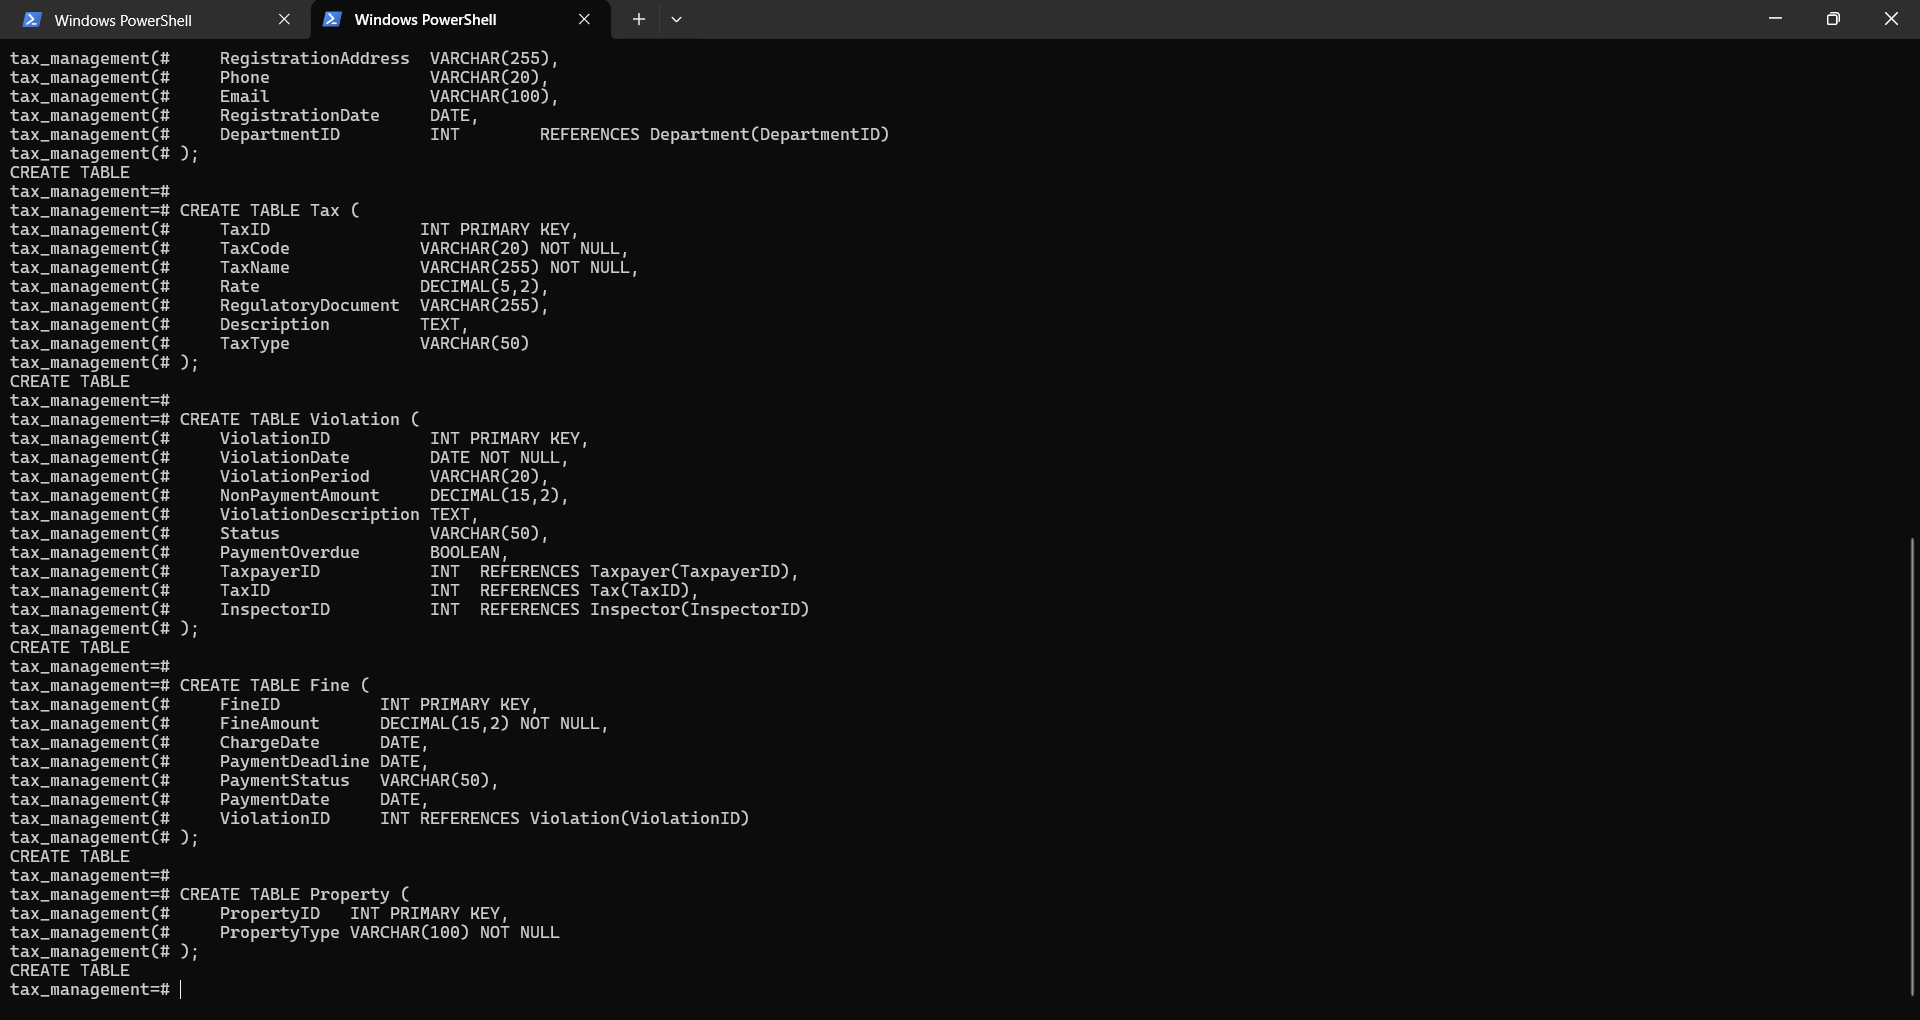 Windows PowerShell
Windows PowerShell
tax_management(#     RegistrationAddress  VARCHAR(255),
tax_management(#     Phone                VARCHAR(20),
tax_management(#     Email                VARCHAR(100),
tax_management(#     RegistrationDate     DATE,
tax_management(#     DepartmentID         INT        REFERENCES Department(DepartmentID)
tax_management(# );
CREATE TABLE
tax_management=#
tax_management=# CREATE TABLE Tax (
tax_management(#     TaxID               INT PRIMARY KEY,
tax_management(#     TaxCode             VARCHAR(20) NOT NULL,
tax_management(#     TaxName             VARCHAR(255) NOT NULL,
tax_management(#     Rate                DECIMAL(5,2),
tax_management(#     RegulatoryDocument  VARCHAR(255),
tax_management(#     Description         TEXT,
tax_management(#     TaxType             VARCHAR(50)
tax_management(# );
CREATE TABLE
tax_management=#
tax_management=# CREATE TABLE Violation (
tax_management(#     ViolationID          INT PRIMARY KEY,
tax_management(#     ViolationDate        DATE NOT NULL,
tax_management(#     ViolationPeriod      VARCHAR(20),
tax_management(#     NonPaymentAmount     DECIMAL(15,2),
tax_management(#     ViolationDescription TEXT,
tax_management(#     Status               VARCHAR(50),
tax_management(#     PaymentOverdue       BOOLEAN,
tax_management(#     TaxpayerID           INT  REFERENCES Taxpayer(TaxpayerID),
tax_management(#     TaxID                INT  REFERENCES Tax(TaxID),
tax_management(#     InspectorID          INT  REFERENCES Inspector(InspectorID)
tax_management(# );
CREATE TABLE
tax_management=#
tax_management=# CREATE TABLE Fine (
tax_management(#     FineID          INT PRIMARY KEY,
tax_management(#     FineAmount      DECIMAL(15,2) NOT NULL,
tax_management(#     ChargeDate      DATE,
tax_management(#     PaymentDeadline DATE,
tax_management(#     PaymentStatus   VARCHAR(50),
tax_management(#     PaymentDate     DATE,
tax_management(#     ViolationID     INT REFERENCES Violation(ViolationID)
tax_management(# );
CREATE TABLE
tax_management=#
tax_management=# CREATE TABLE Property (
tax_management(#     PropertyID   INT PRIMARY KEY,
tax_management(#     PropertyType VARCHAR(100) NOT NULL
tax_management(# );
CREATE TABLE
tax_management=#